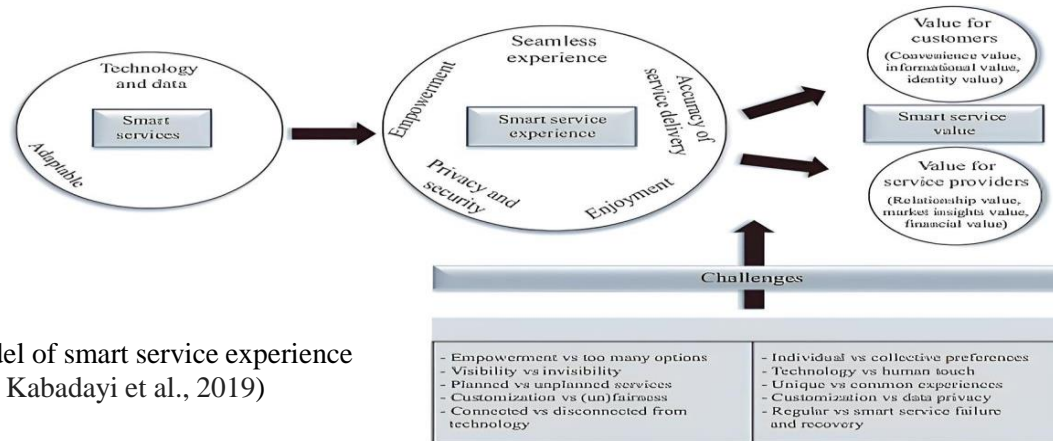 Technology
and data
Smart
services
Adaptable
Seamless
experience
Empowerment
Accuracy of
service delivery
Smart service
experience
Privacy and
security
Enjoyment
Value for
customers
(Convenience value,
informational value,
identity value)
Smart service
value
Value for
service providers
(Relationship value,
market insights value,
financial value)
Challenges
- Empowerment vs too many options
- Visibility vs invisibility
- Planned vs unplanned services
- Customization vs (un)fairness
- Connected vs disconnected from
technology
- Individual vs collective preferences
- Technology vs human touch
- Unique vs common experiences
- Customization vs data privacy
- Regular vs smart service failure
and recovery
of smart service experience
Kabadayi et al., 2019)